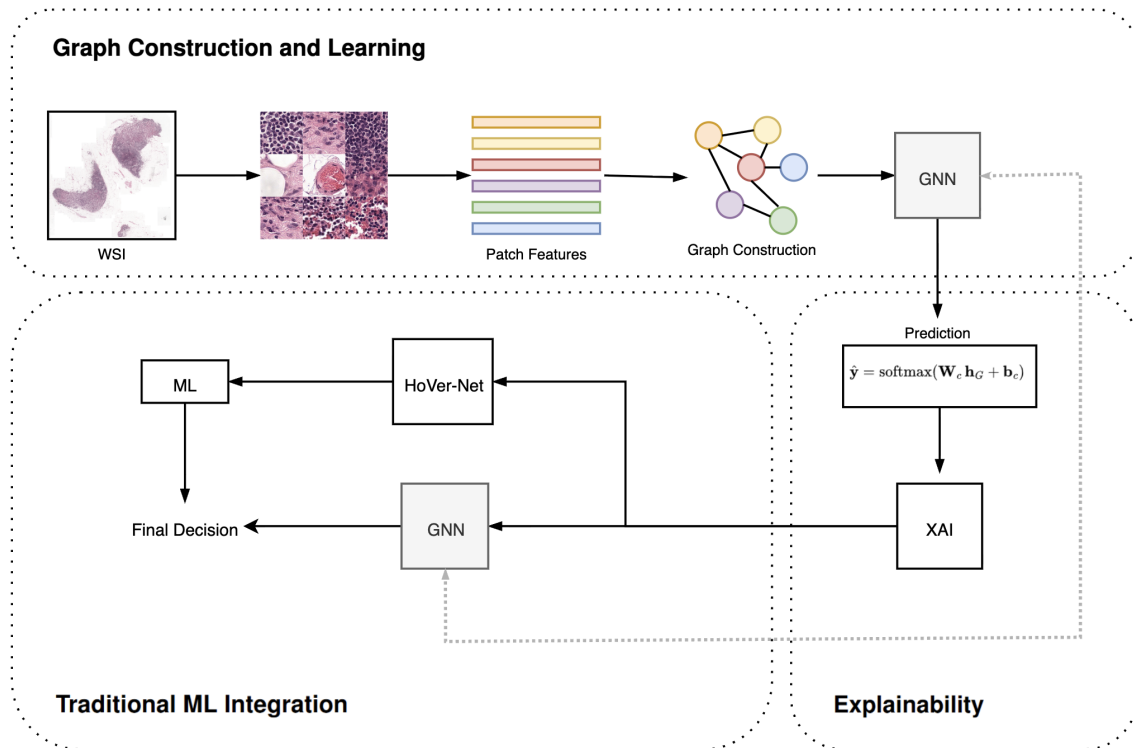 Graph Construction and Learning
WSI
Patch Features
Graph Construction
GNN
Prediction
ŷ = softmax(W_c h_G + b_c)
ML
HoVer-Net
Final Decision
GNN
XAI
Traditional ML Integration
Explainability